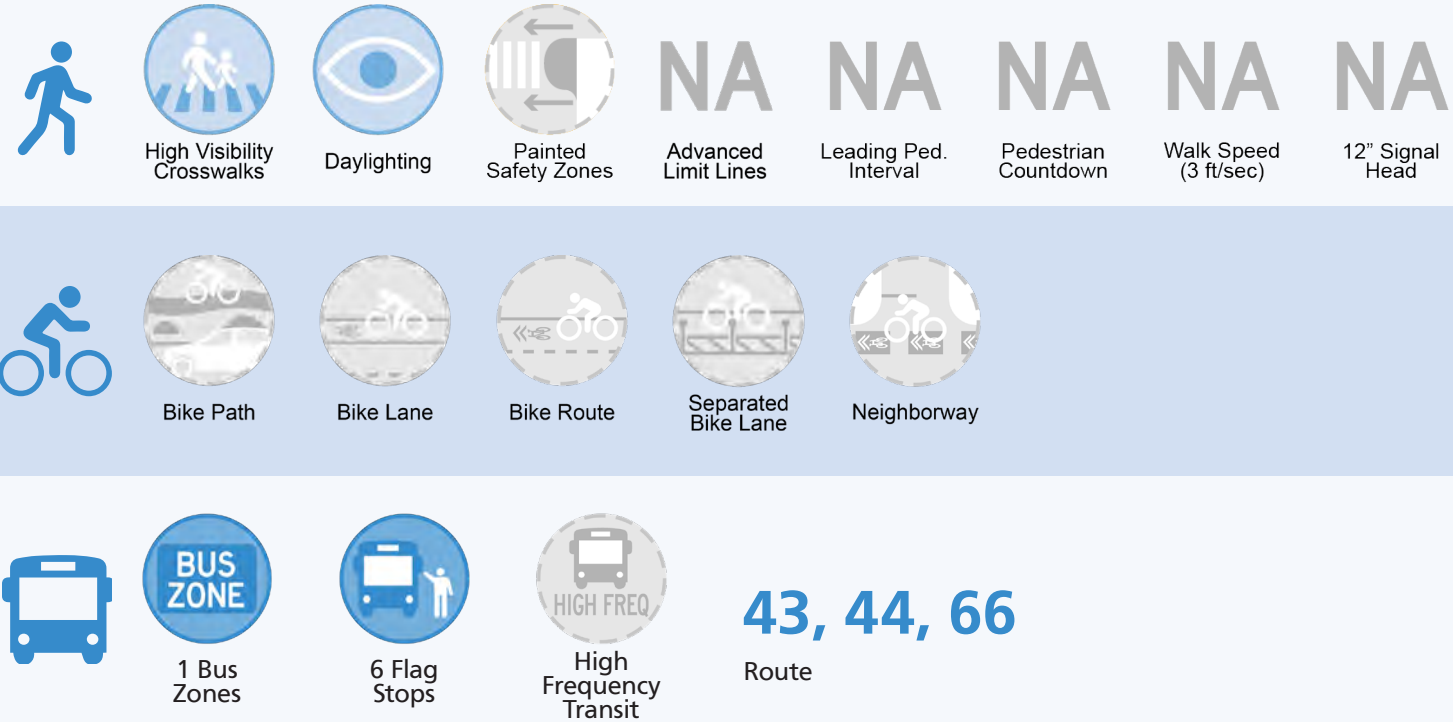 NA NA NA NA NA
High Visibility
Crosswalks
Daylighting
Painted
Safety Zones
Advanced
Limit Lines
Leading Ped.
Interval
Pedestrian
Countdown
Walk Speed
(3 ft/sec)
12” Signal
Head
Bike Path
Bike Lane
Bike Route
Separated
Bike Lane
Neighborway
BUS
ZONE
1 Bus
Zones
6 Flag
Stops
HIGH FREQ
High
Frequency
Transit
43, 44, 66
Route